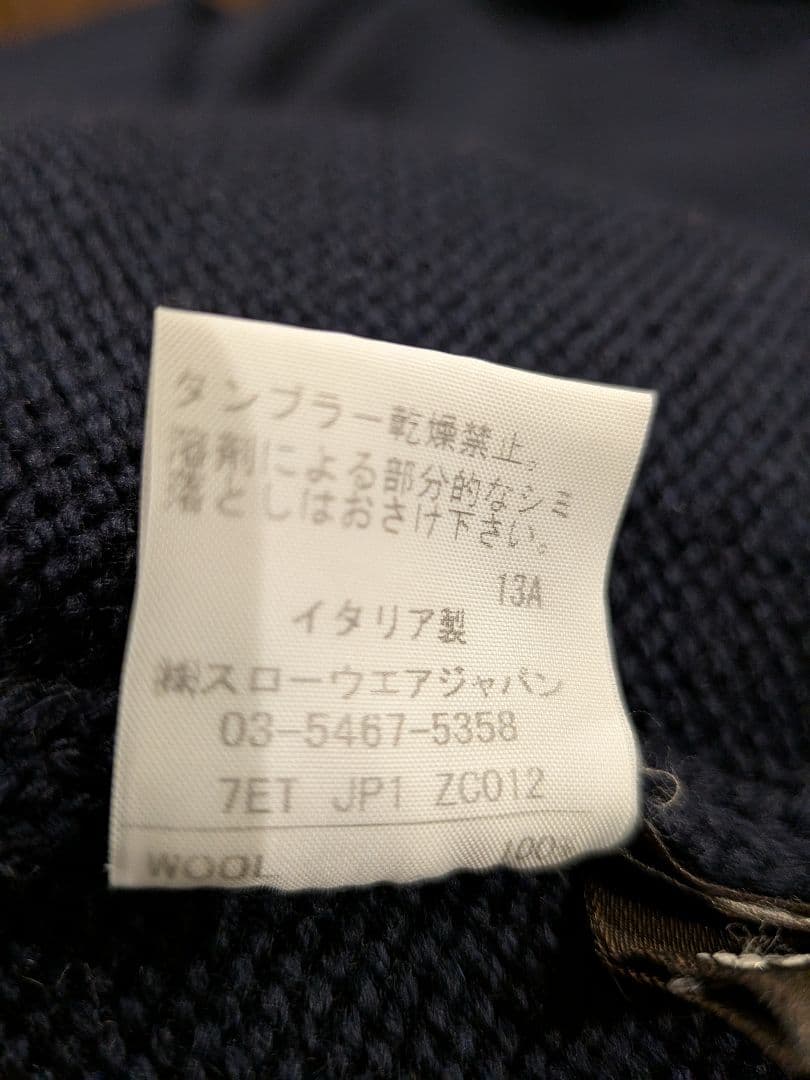 タンブラー乾燥禁止。
溶剤による部分的なシミ
落としはおさけ下さい。
13A
イタリア製
㈱スローウエアジャパン
03-5467-5358
7ET JP1 ZC012
WOOL 100%